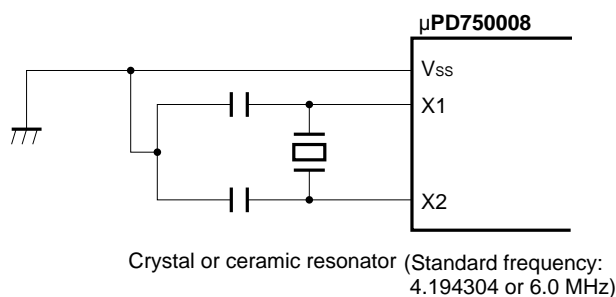 µPD750008
Vss
X1
X2
Crystal or ceramic resonator (Standard frequency:
4.194304 or 6.0 MHz)